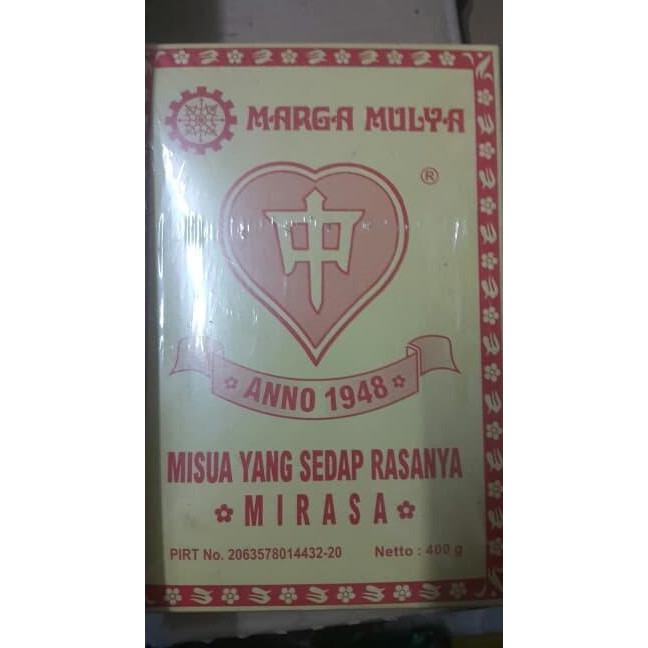 MARGA MULYA
®
中
ANNO 1948
MISUA YANG SEDAP RASANYA
MIRASA
PIRT No. 2063578014432-20 Netto : 400 g